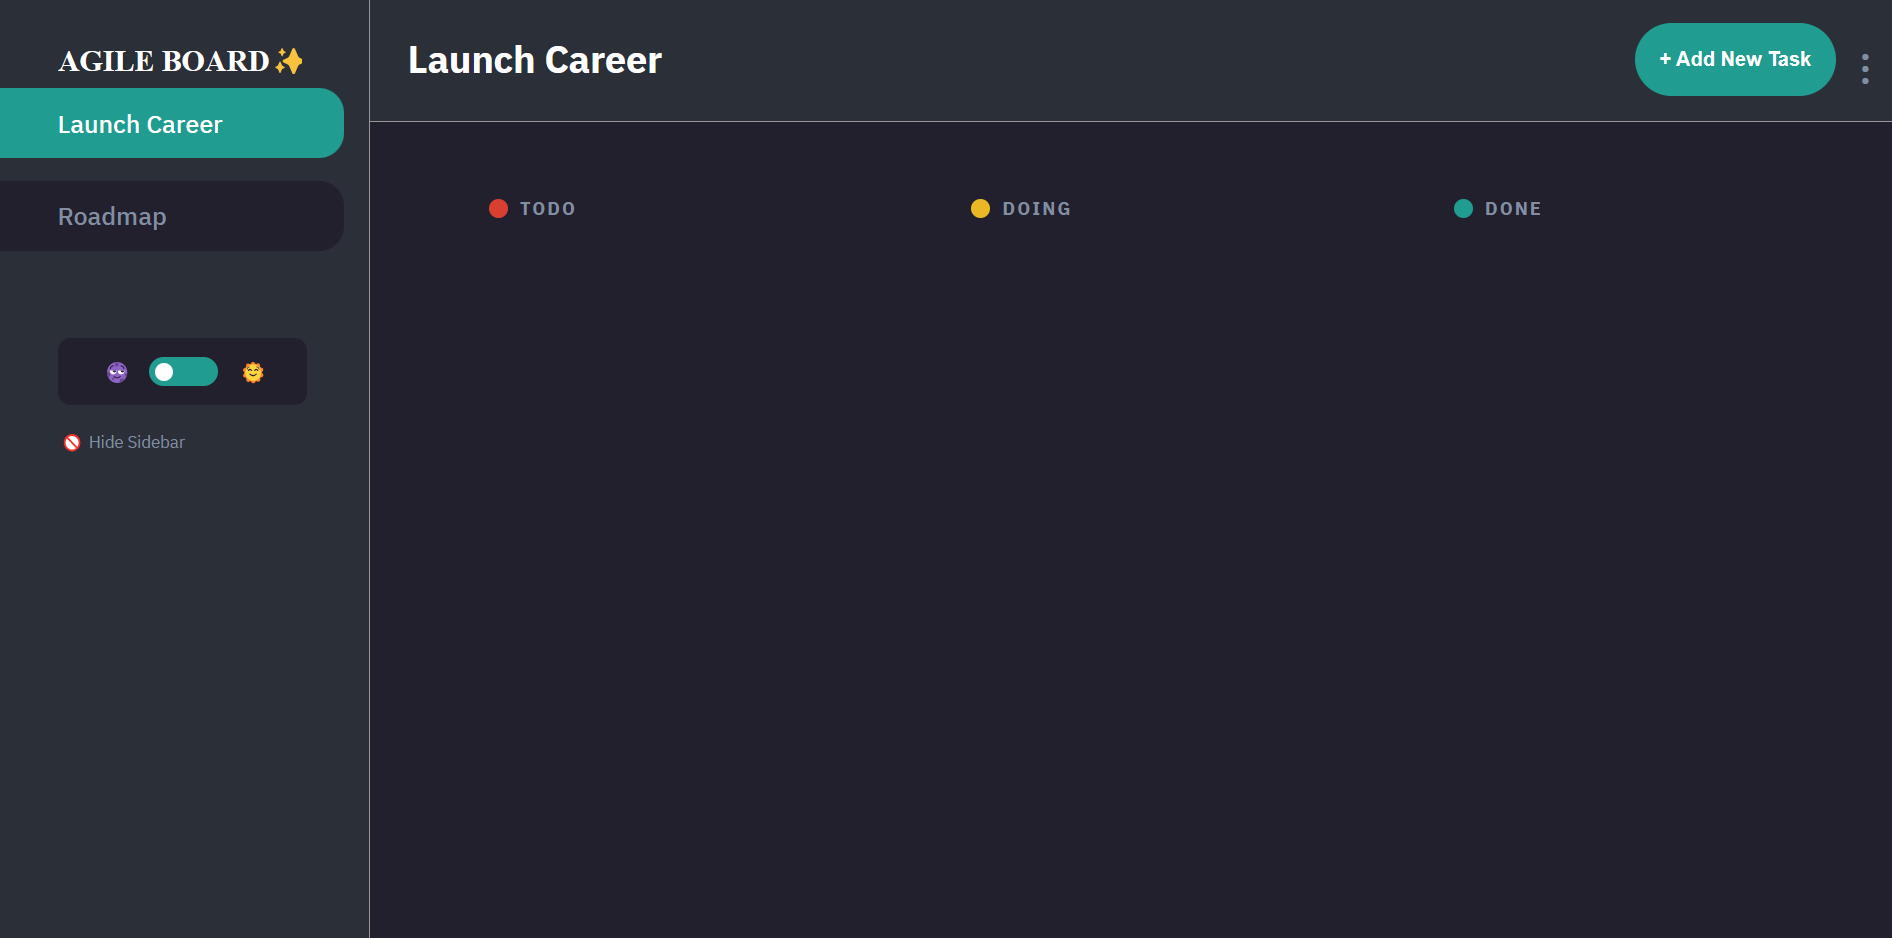 AGILE BOARD✨
Launch Career
Roadmap
Hide Sidebar
Launch Career
+ Add New Task
TODO
DOING
DONE